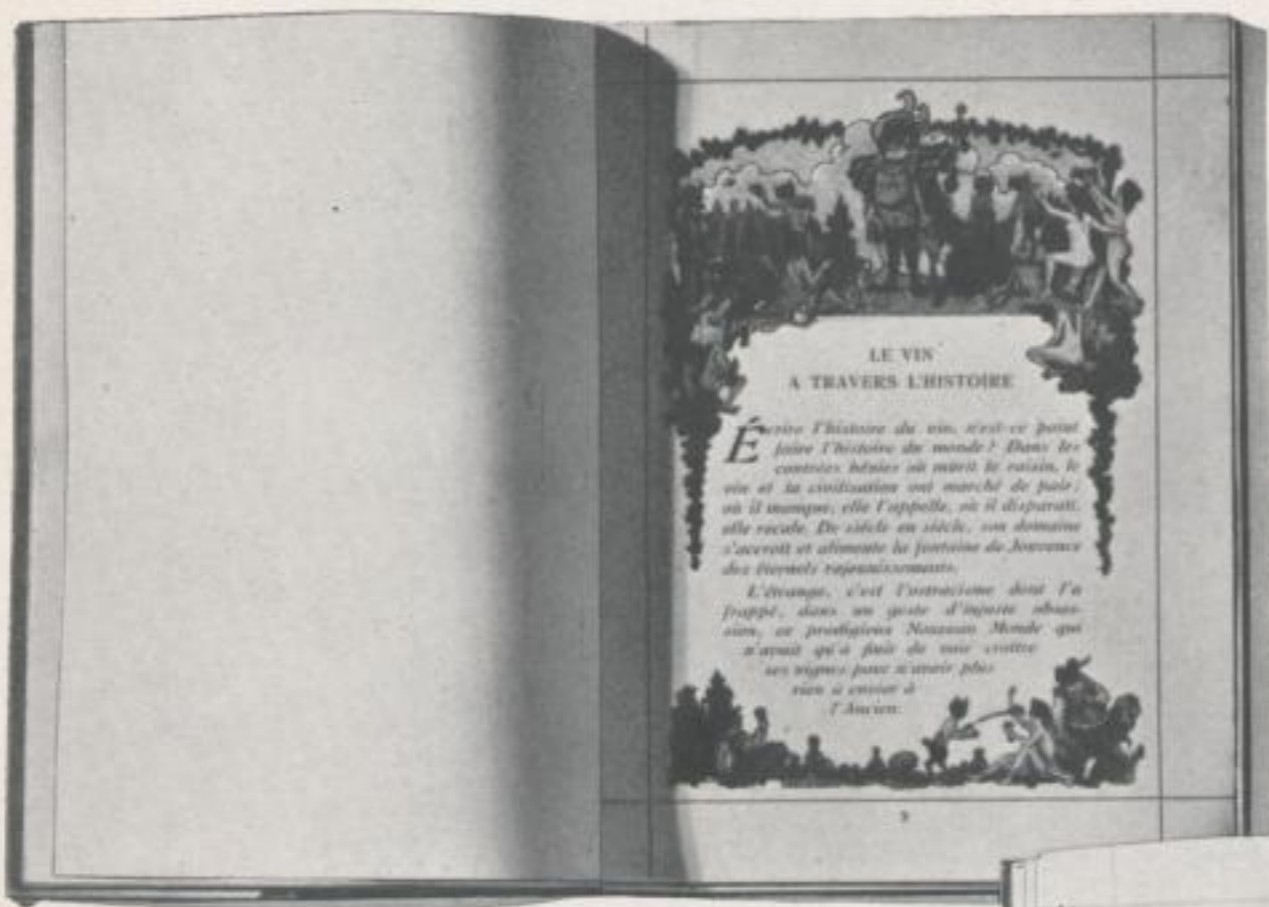 LE VIN
A TRAVERS L'HISTOIRE
Écrire l'histoire du vin, n'est-ce point
faire l'histoire du monde? Dans les
contrées bénies où mûrit le raisin, le
vin et la civilisation ont marché de pair;
où il manque, elle l'appelle, où il disparaît,
elle recule. De siècle en siècle, son domaine
s'accroît et alimente la fontaine de Jouvence
des éternels rajeunissements.
L'étrange, c'est l'ostracisme dont l'a
frappé, dans un geste d'injuste obses-
sion, ce prodigieux Nouveau Monde qui
n'avait qu'à faire croître
ses vignes pour n'avoir plus
rien à envier à
l'Ancien.